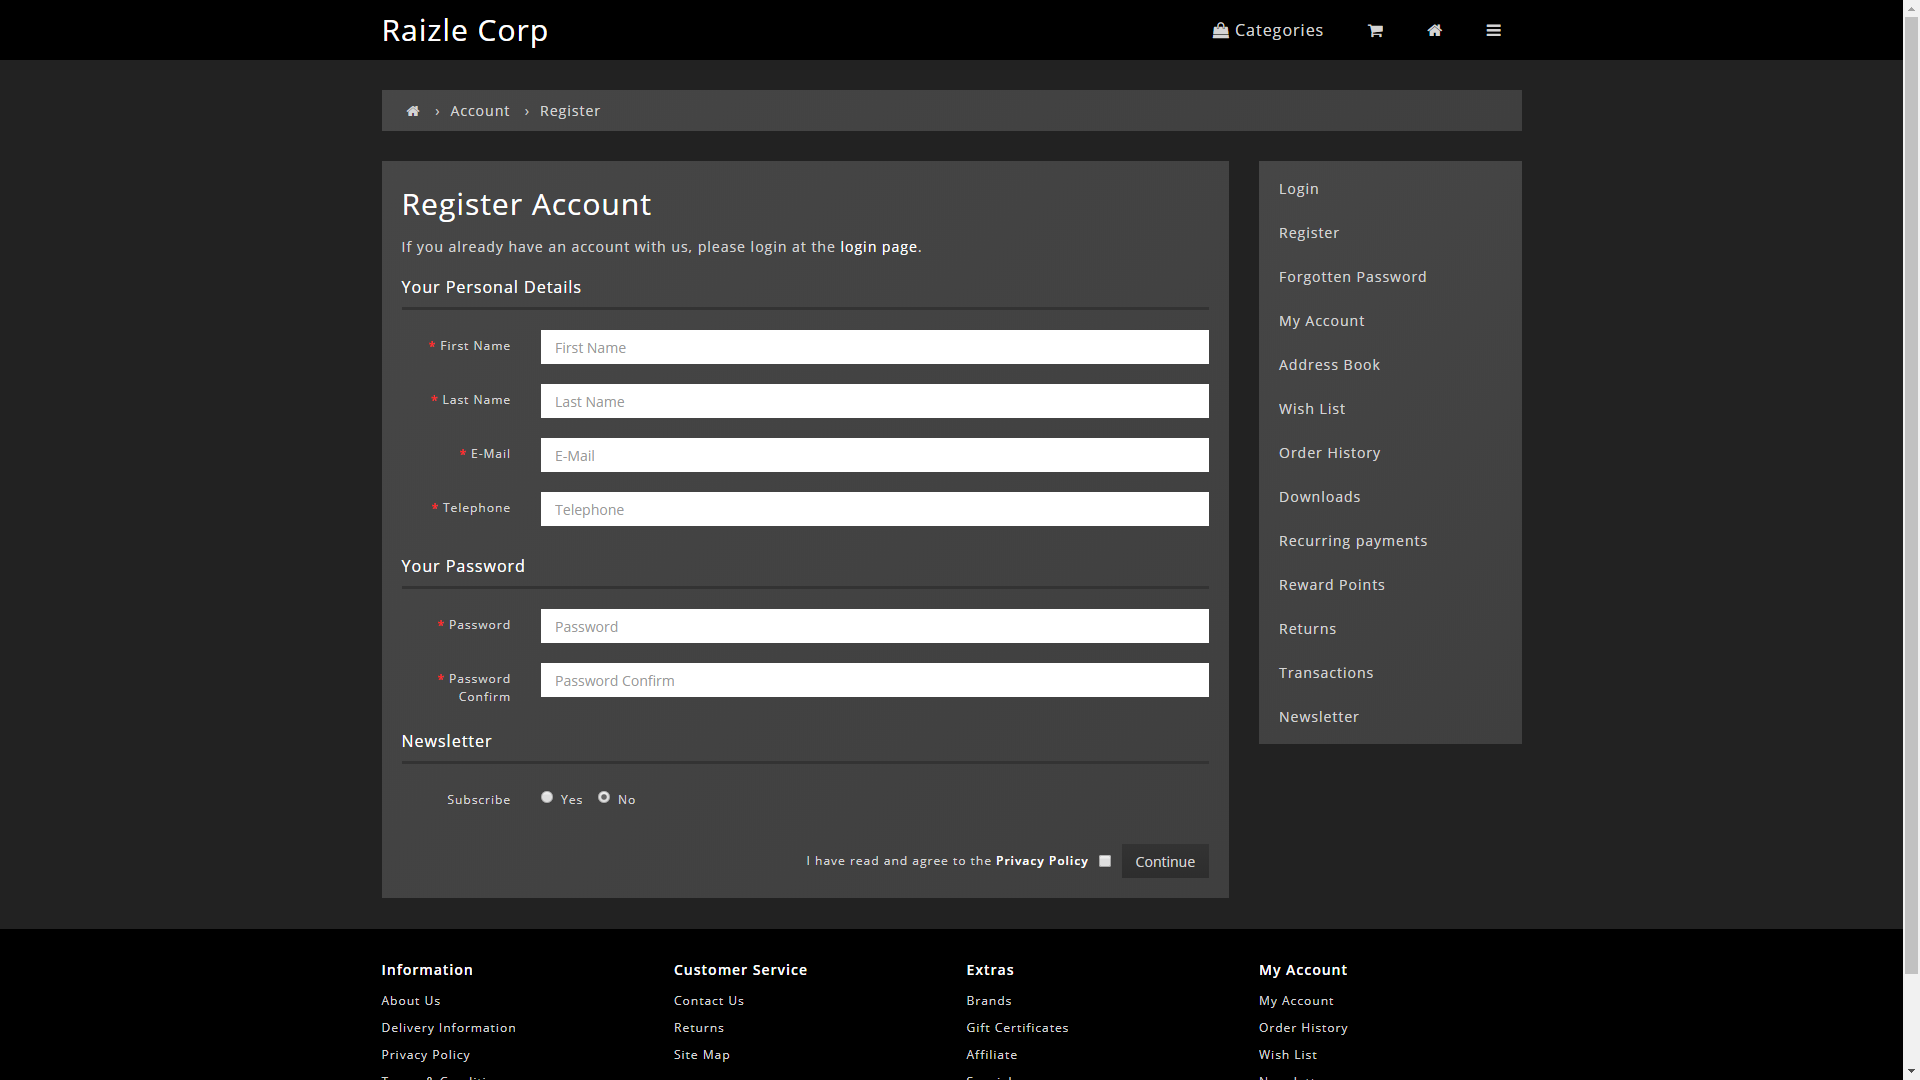 Raizle Corp
Categories
› Account › Register
Register Account
If you already have an account with us, please login at the login page.
Your Personal Details
* First Name
First Name
* Last Name
Last Name
* E-Mail
E-Mail
* Telephone
Telephone
Your Password
* Password
Password
* Password
Confirm
Password Confirm
Newsletter
Subscribe
Yes
No
I have read and agree to the Privacy Policy
Continue
Login
Register
Forgotten Password
My Account
Address Book
Wish List
Order History
Downloads
Recurring payments
Reward Points
Returns
Transactions
Newsletter
Information
About Us
Delivery Information
Privacy Policy
Customer Service
Contact Us
Returns
Site Map
Extras
Brands
Gift Certificates
Affiliate
My Account
My Account
Order History
Wish List